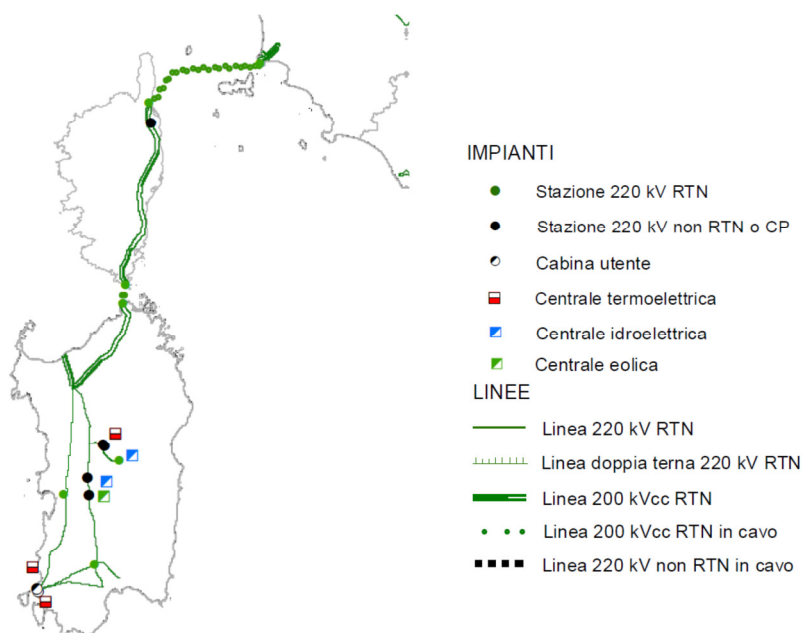 IMPIANTI
Stazione 220 kV RTN
Stazione 220 kV non RTN o CP
Cabina utente
Centrale termoelettrica
Centrale idroelettrica
Centrale eolica
LINEE
Linea 220 kV RTN
Linea doppia terna 220 kV RTN
Linea 200 kVcc RTN
Linea 200 kVcc RTN in cavo
Linea 220 kV non RTN in cavo